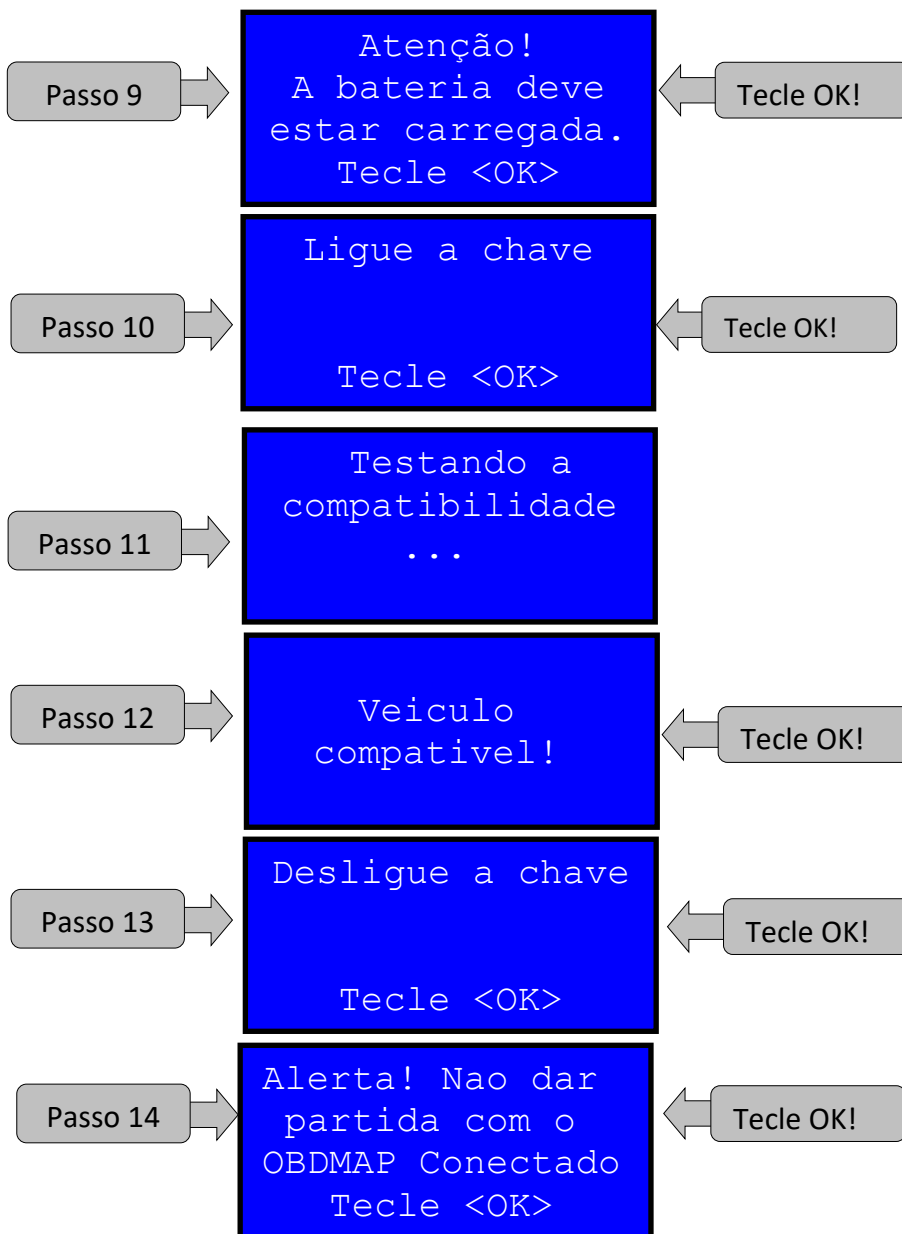 Passo 9
Atenção!
A bateria deve
estar carregada.
Tecle <OK>
Tecle OK!
Passo 10
Ligue a chave
Tecle <OK>
Tecle OK!
Passo 11
Testando a
compatibilidade
...
Passo 12
Veiculo
compativel!
Tecle OK!
Passo 13
Desligue a chave
Tecle <OK>
Tecle OK!
Passo 14
Alerta! Nao dar
partida com o
OBDMAP Conectado
Tecle <OK>
Tecle OK!